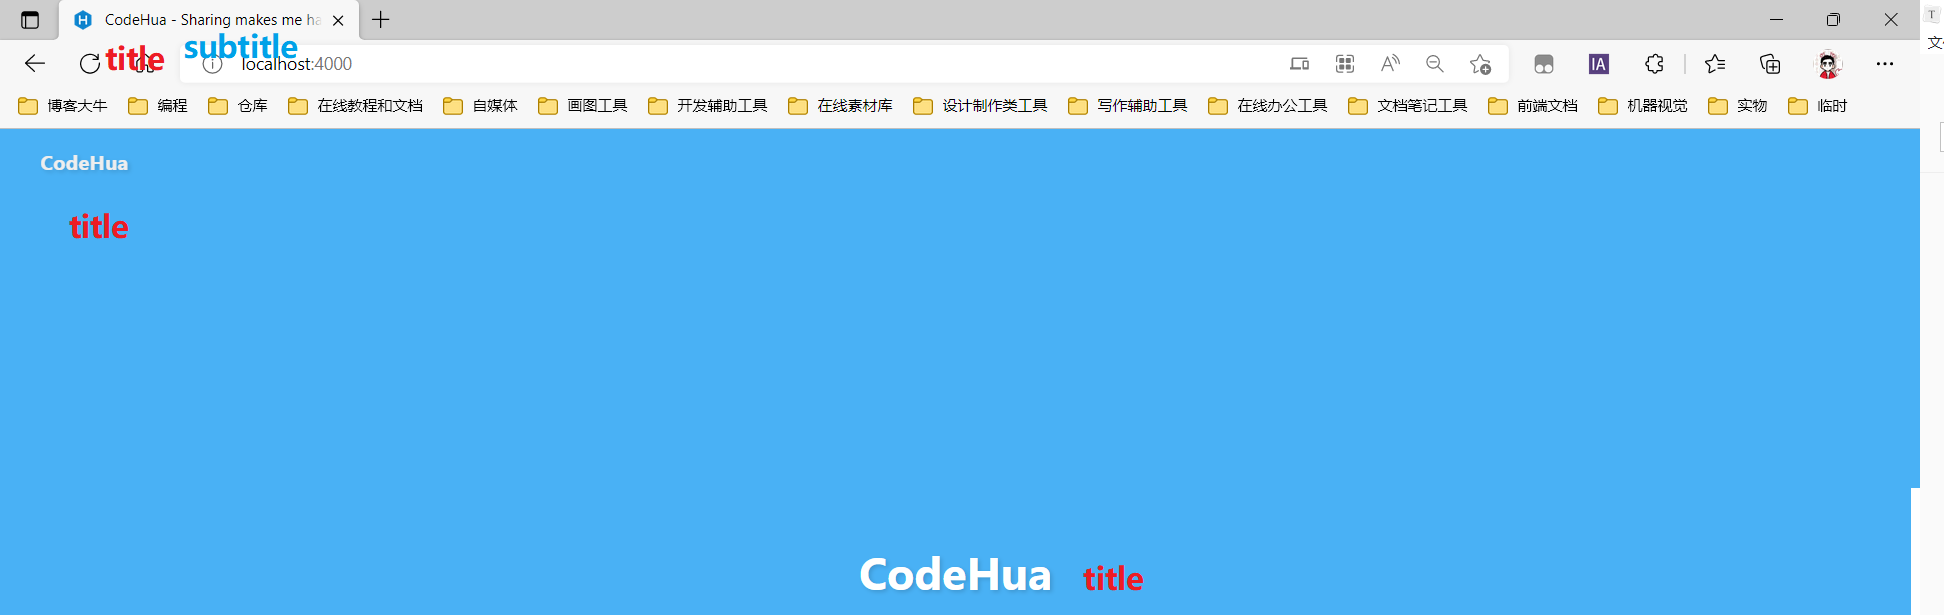 CodeHua - Sharing makes me ha
title subtitle
localhost:4000
IA
博客大牛 编程 仓库 在线教程和文档 自媒体 画图工具 开发辅助工具 在线素材库 设计制作类工具 写作辅助工具 在线办公工具 文档笔记工具 前端文档 机器视觉 实物 临时
CodeHua
title
CodeHua title